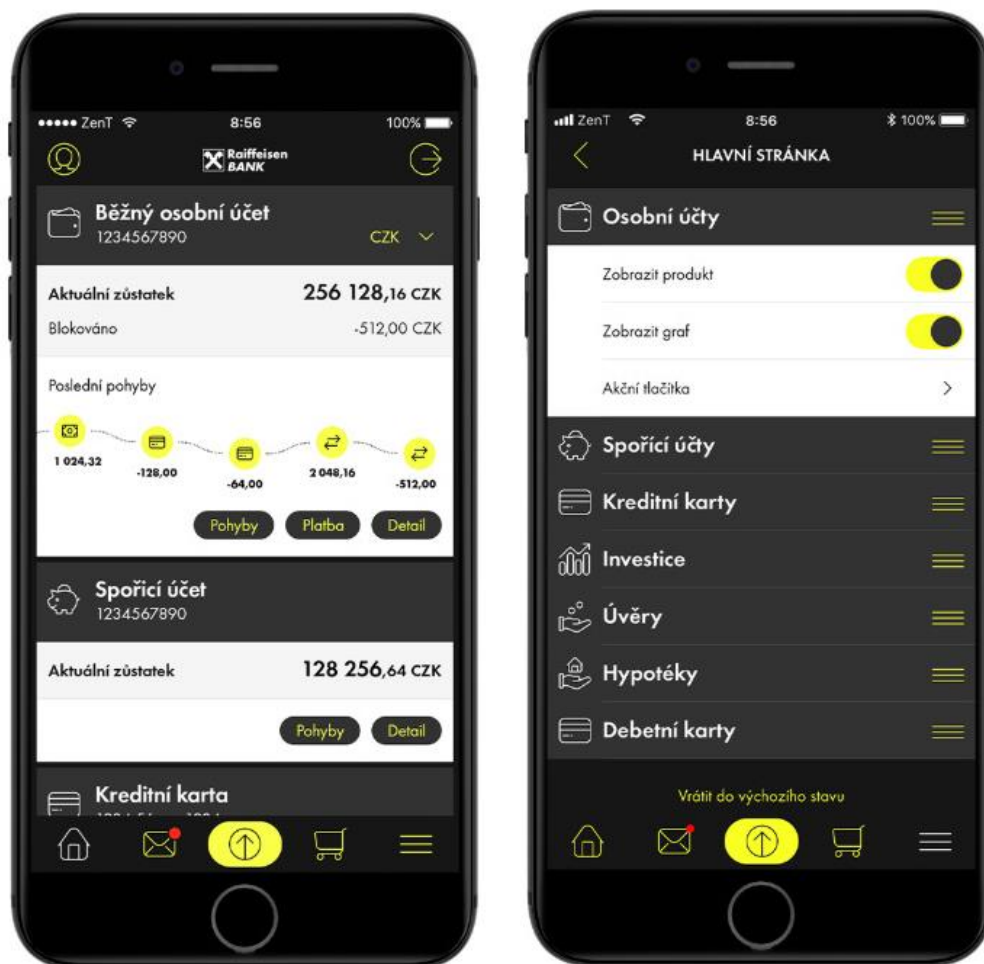 ZenT
8:56
100%
Raiffeisen
BANK
Běžný osobní účet
1234567890
CZK
Aktuální zůstatek
256 128,16 CZK
Blokováno
-512,00 CZK
Poslední pohyby
1 024,32
-128,00
-64,00
2 048,16
-512,00
Pohyby
Platba
Detail
Spořicí účet
1234567890
Aktuální zůstatek
128 256,64 CZK
Pohyby
Detail
Kreditní karta
ZenT
8:56
100%
HLAVNÍ STRÁNKA
Osobní účty
Zobrazit produkt
Zobrazit graf
Akční tlačítka
Spořící účty
Kreditní karty
Investice
Úvěry
Hypotéky
Debetní karty
Vrátit do výchozího stavu